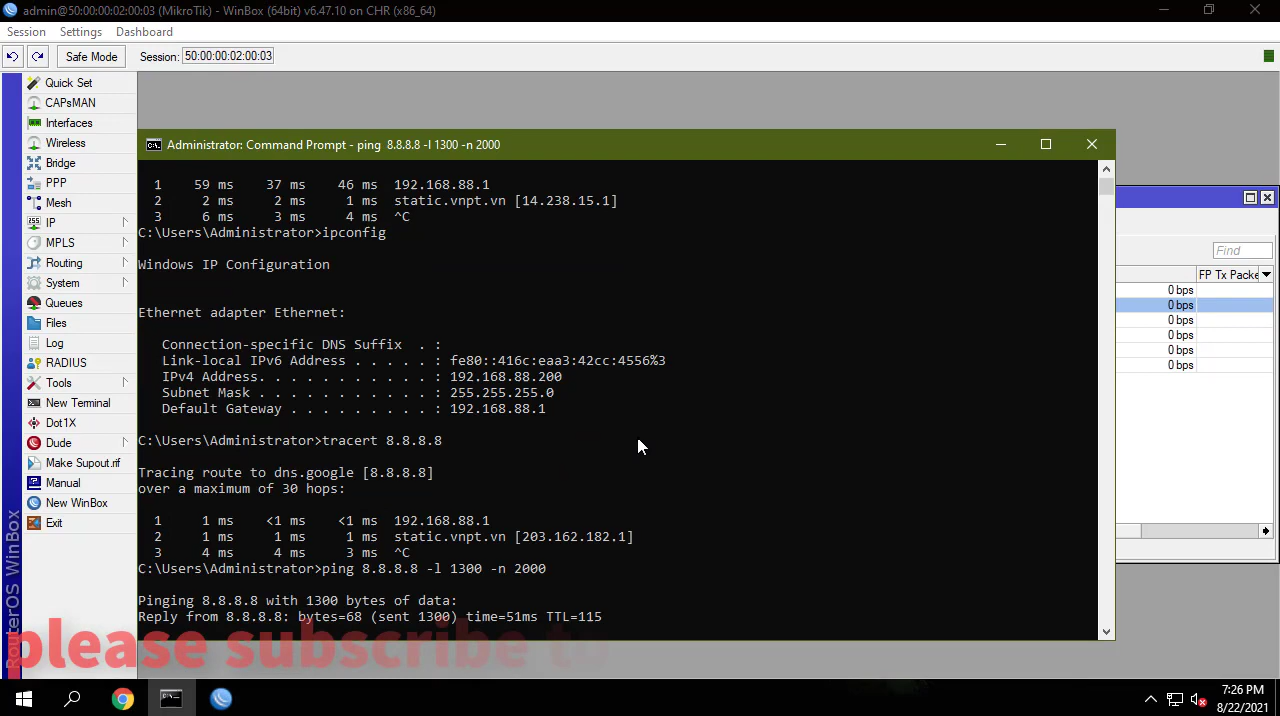 admin@50:00:00:02:00:03 (MikroTik) - WinBox (64bit) v6.47.10 on CHR (x86_64)
Session Settings Dashboard
Safe Mode Session: 50:00:00:02:00:03
Quick Set
CAPsMAN
Interfaces
Wireless
Bridge
PPP
Mesh
IP
MPLS
Routing
System
Queues
Files
Log
RADIUS
Tools
New Terminal
Dot1X
Dude
Make Supout.rif
Manual
New WinBox
Exit
RouterOS WinBox
Administrator: Command Prompt - ping 8.8.8.8 -l 1300 -n 2000
1 59 ms 37 ms 46 ms 192.168.88.1
2 2 ms 2 ms 1 ms static.vnpt.vn [14.238.15.1]
3 6 ms 3 ms 4 ms ^C
C:\Users\Administrator>ipconfig
Windows IP Configuration
Ethernet adapter Ethernet:
Connection-specific DNS Suffix . :
Link-local IPv6 Address . . . . . : fe80::416c:eaa3:42cc:4556%3
IPv4 Address. . . . . . . . . . . : 192.168.88.200
Subnet Mask . . . . . . . . . . . : 255.255.255.0
Default Gateway . . . . . . . . . : 192.168.88.1
C:\Users\Administrator>tracert 8.8.8.8
Tracing route to dns.google [8.8.8.8]
over a maximum of 30 hops:
1 1 ms <1 ms <1 ms 192.168.88.1
2 1 ms 1 ms 1 ms static.vnpt.vn [203.162.182.1]
3 4 ms 4 ms 3 ms ^C
C:\Users\Administrator>ping 8.8.8.8 -l 1300 -n 2000
Pinging 8.8.8.8 with 1300 bytes of data:
Reply from 8.8.8.8: bytes=68 (sent 1300) time=51ms TTL=115
Find
FP Tx Packe
0 bps
0 bps
0 bps
0 bps
0 bps
0 bps
please subscribe to
7:26 PM
8/22/2021